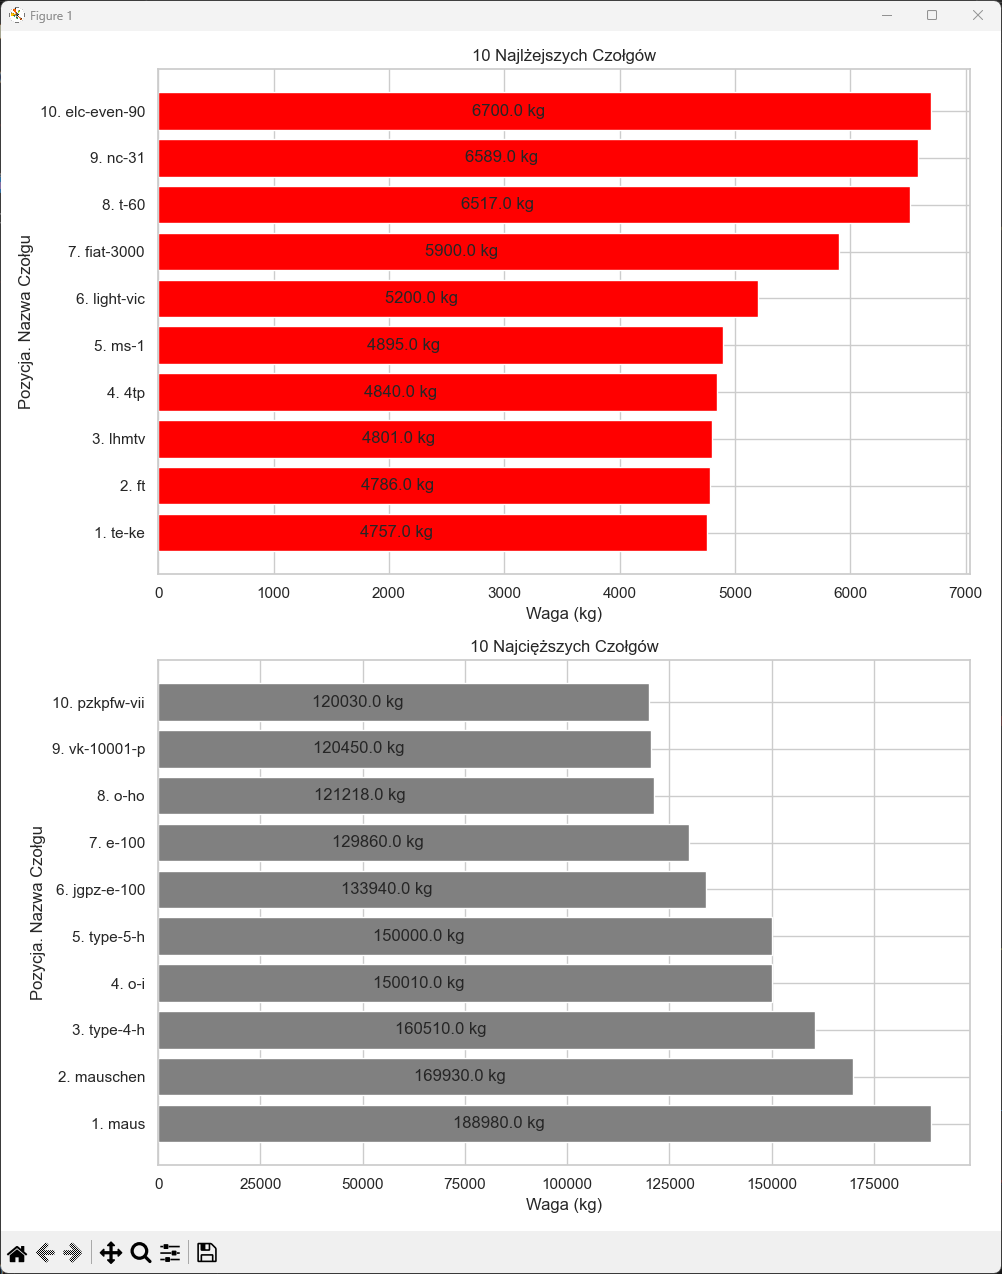 Figure 1
10 Najlżejszych Czołgów
Pozycja. Nazwa Czołgu
10. elc-even-90
6700.0 kg
9. nc-31
6589.0 kg
8. t-60
6517.0 kg
7. fiat-3000
5900.0 kg
6. light-vic
5200.0 kg
5. ms-1
4895.0 kg
4. 4tp
4840.0 kg
3. lhmtv
4801.0 kg
2. ft
4786.0 kg
1. te-ke
4757.0 kg
0 1000 2000 3000 4000 5000 6000 7000
Waga (kg)
10 Najcięższych Czołgów
Pozycja. Nazwa Czołgu
10. pzkpfw-vii
120030.0 kg
9. vk-10001-p
120450.0 kg
8. o-ho
121218.0 kg
7. e-100
129860.0 kg
6. jgpz-e-100
133940.0 kg
5. type-5-h
150000.0 kg
4. o-i
150010.0 kg
3. type-4-h
160510.0 kg
2. mauschen
169930.0 kg
1. maus
188980.0 kg
0 25000 50000 75000 100000 125000 150000 175000
Waga (kg)